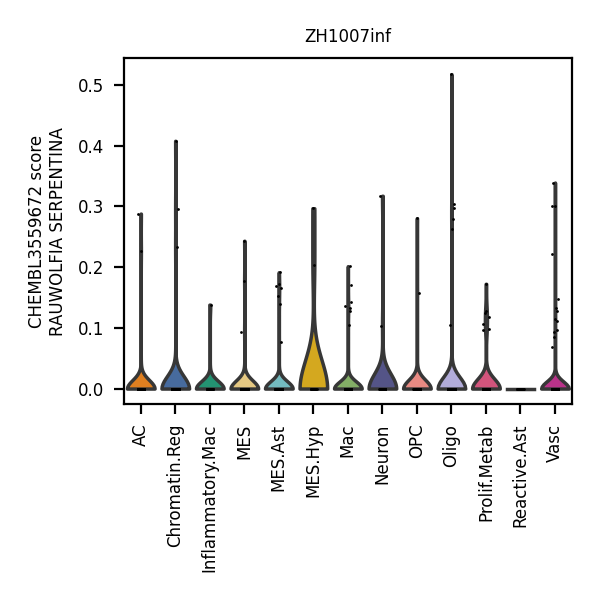 ZH1007inf
CHEMBL3559672 score
RAUWOLFIA SERPENTINA
0.5
0.4
0.3
0.2
0.1
0.0
AC
Chromatin.Reg
Inflammatory.Mac
MES
MES.Ast
MES.Hyp
Mac
Neuron
OPC
Oligo
Prolif.Metab
Reactive.Ast
Vasc